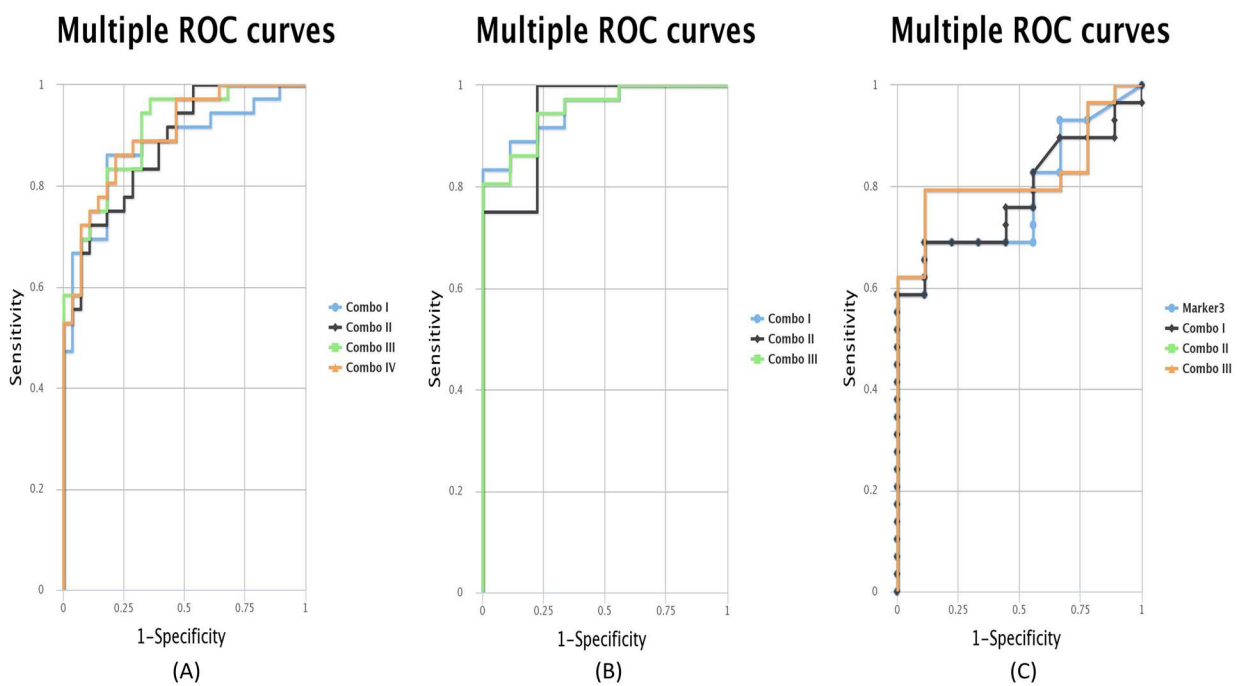 Multiple ROC curves
1
0.8
0.6
0.4
0.2
0
Sensitivity
0
0.25
0.5
0.75
1
1-Specificity
Combo I
Combo II
Combo III
Combo IV
(A)
Multiple ROC curves
1
0.8
0.6
0.4
0.2
0
Sensitivity
0
0.25
0.5
0.75
1
1-Specificity
Combo I
Combo II
Combo III
(B)
Multiple ROC curves
1
0.8
0.6
0.4
0.2
0
Sensitivity
0
0.25
0.5
0.75
1
1-Specificity
Marker3
Combo I
Combo II
Combo III
(C)